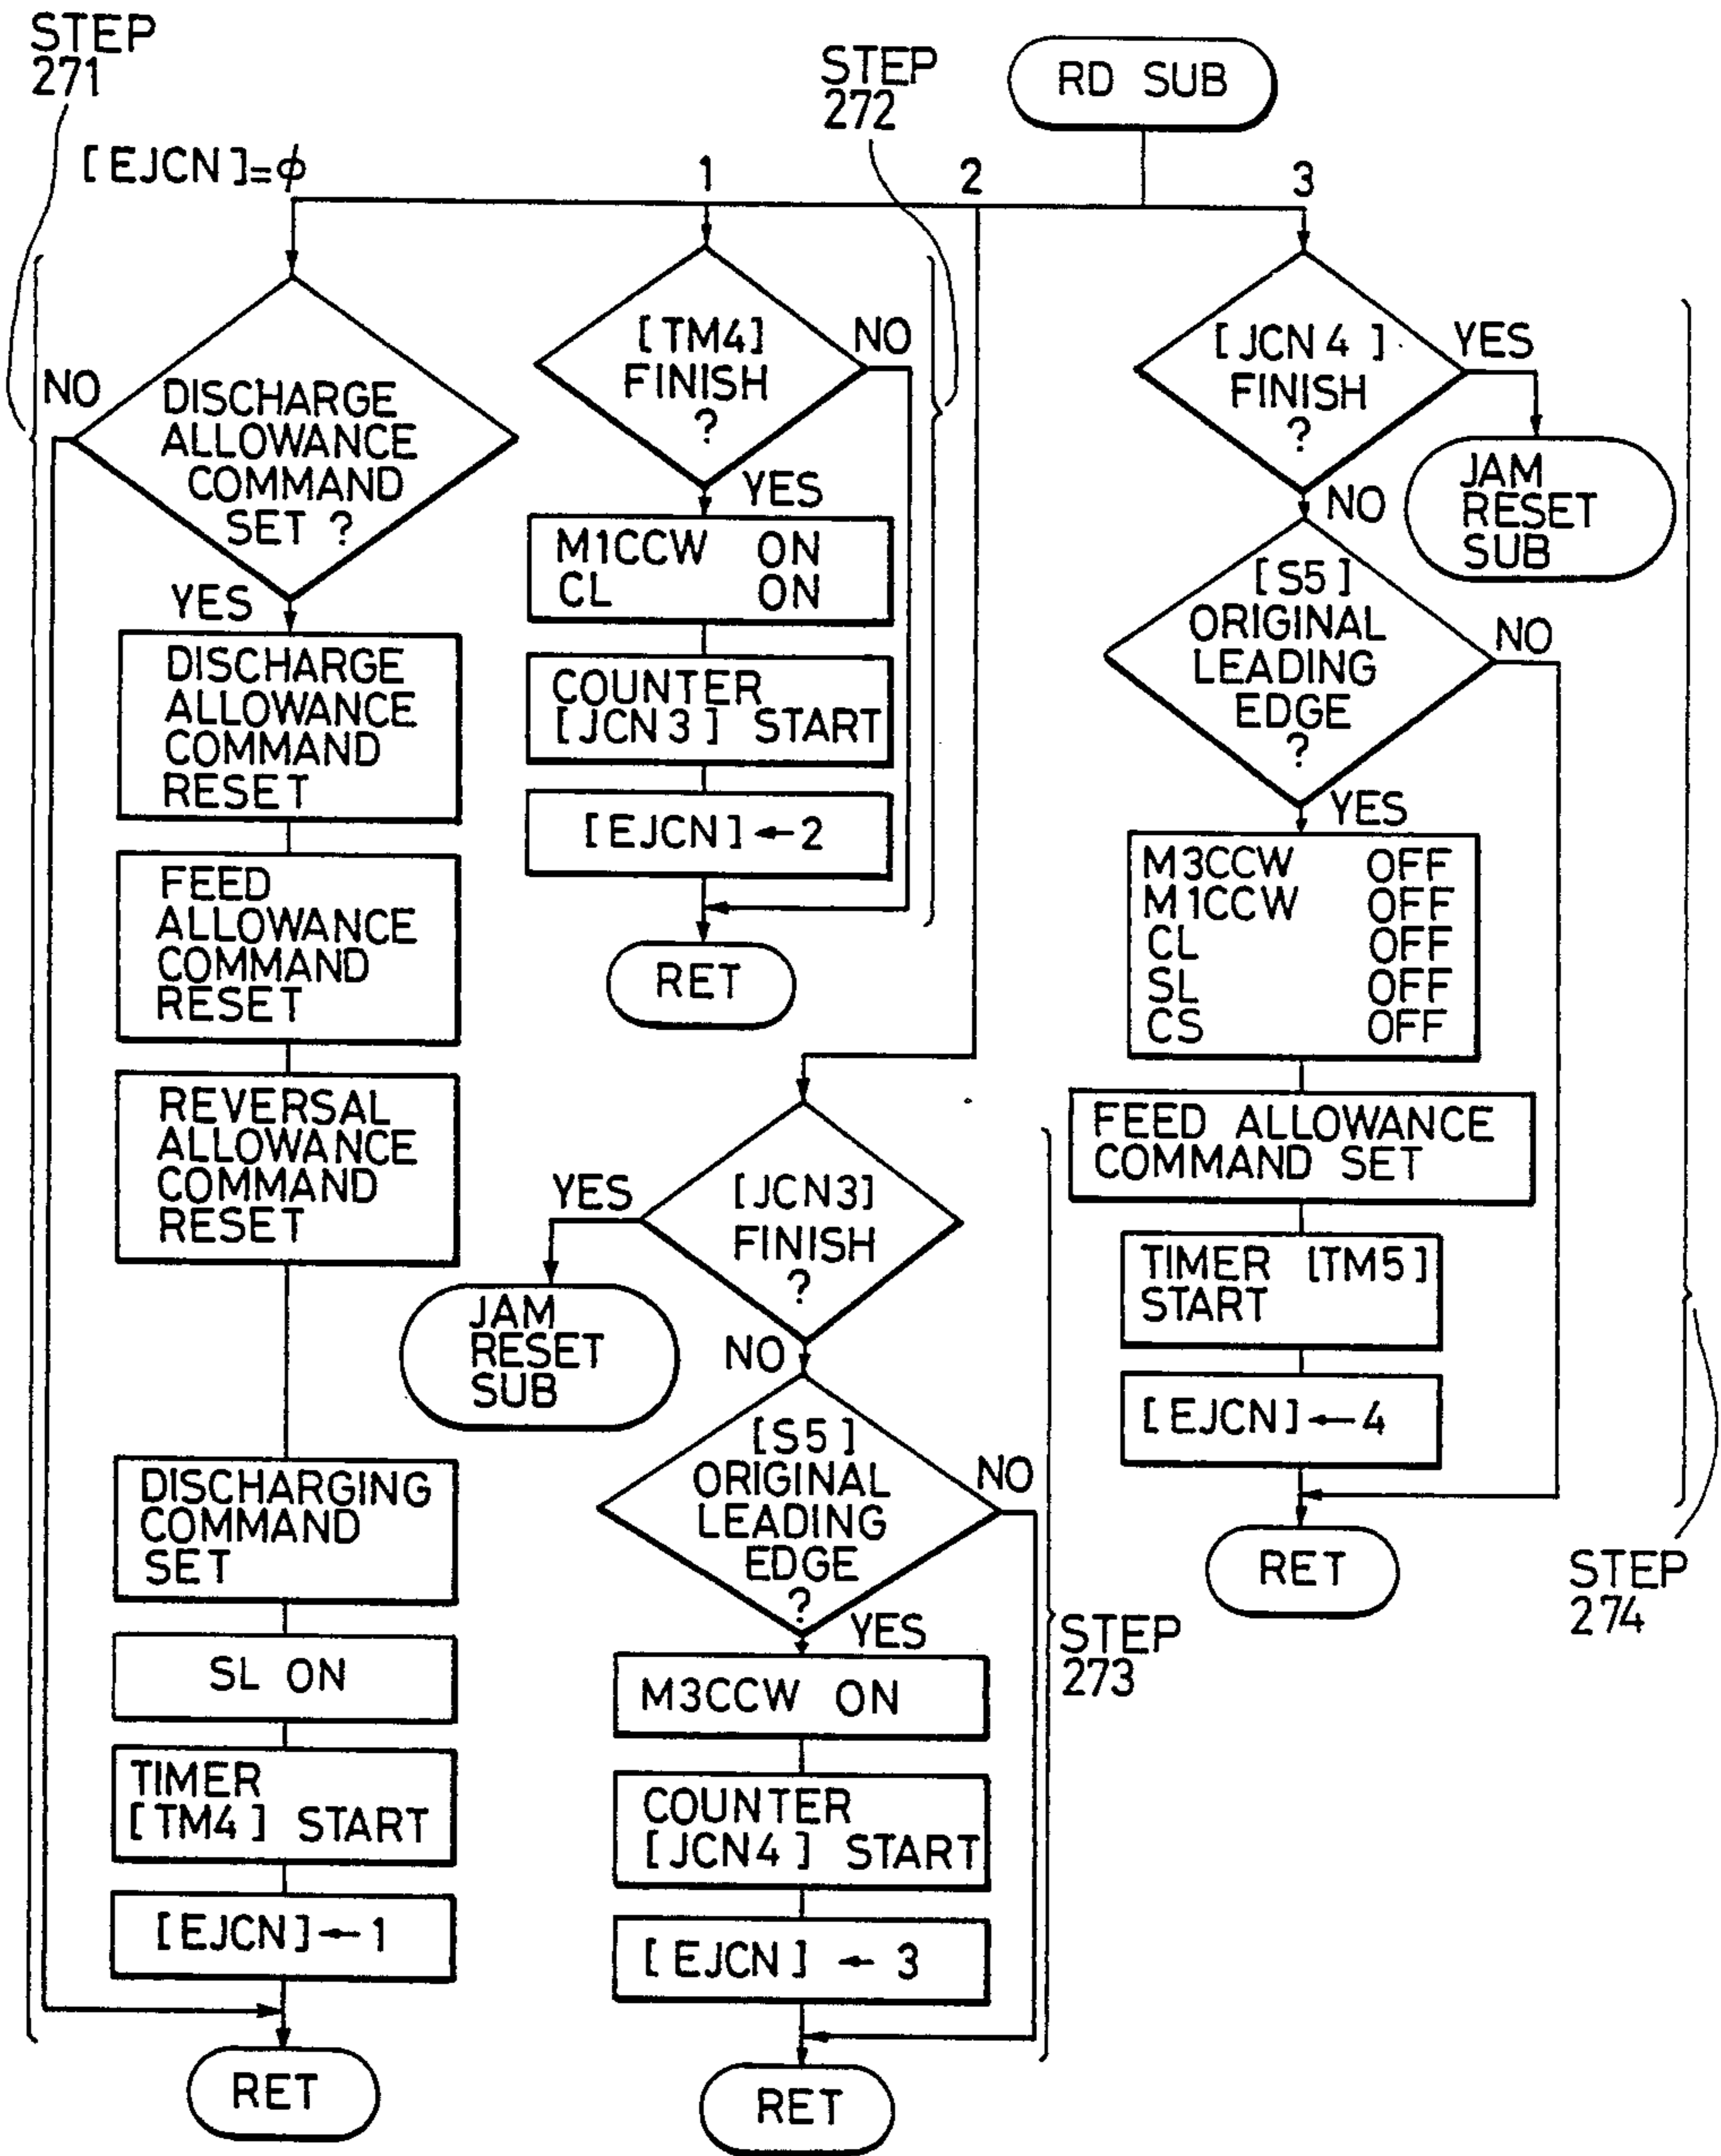 STEP
271
STEP
272
RD SUB
[EJCN]=ϕ
1
2
3
DISCHARGE
ALLOWANCE
COMMAND
SET ?
NO
YES
DISCHARGE
ALLOWANCE
COMMAND
RESET
FEED
ALLOWANCE
COMMAND
RESET
REVERSAL
ALLOWANCE
COMMAND
RESET
DISCHARGING
COMMAND
SET
SL ON
TIMER
[TM4] START
[EJCN]←1
RET
[TM4]
FINISH
?
NO
YES
M1CCW ON
CL ON
COUNTER
[JCN3] START
[EJCN]←2
RET
[JCN3]
FINISH
?
YES
JAM
RESET
SUB
NO
[S5]
ORIGINAL
LEADING
EDGE
?
NO
YES
M3CCW ON
COUNTER
[JCN4] START
[EJCN] ← 3
RET
STEP
273
[JCN4]
FINISH
?
YES
JAM
RESET
SUB
NO
[S5]
ORIGINAL
LEADING
EDGE
?
NO
YES
M3CCW OFF
M1CCW OFF
CL OFF
SL OFF
CS OFF
FEED ALLOWANCE
COMMAND SET
TIMER [TM5]
START
[EJCN]←4
RET
STEP
274